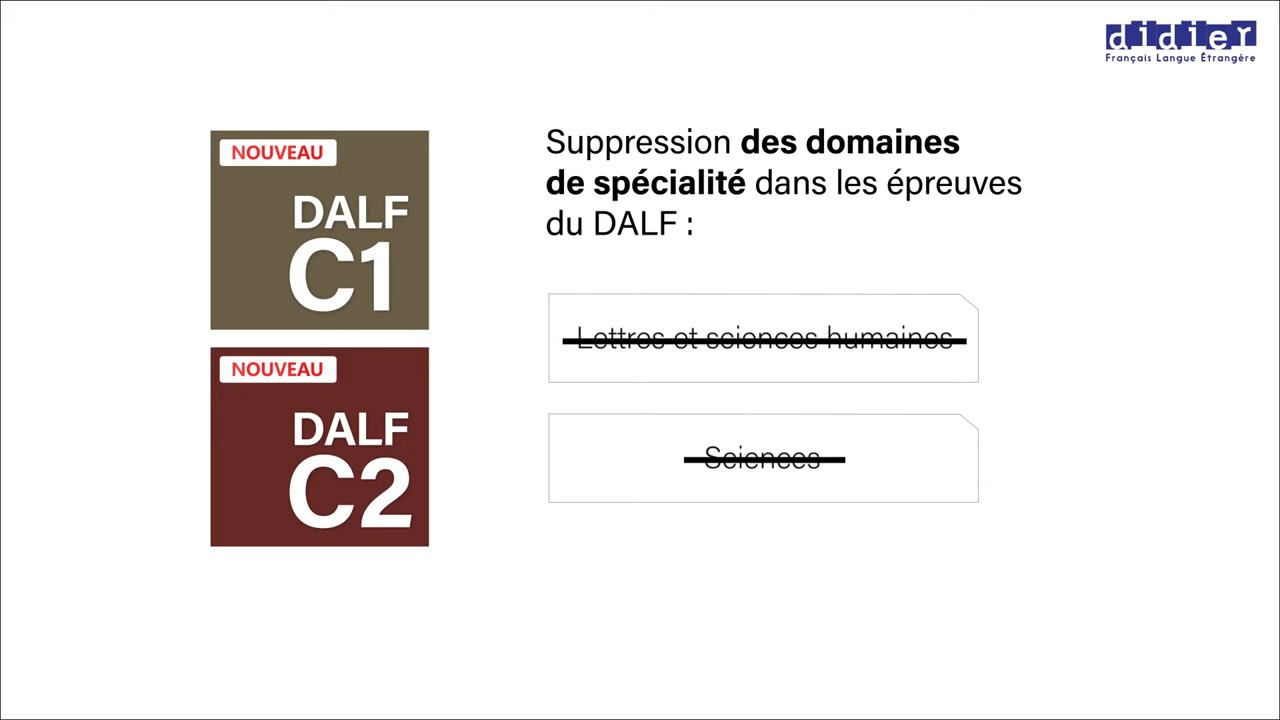 didier
Français Langue Étrangère
NOUVEAU
DALF
C1
NOUVEAU
DALF
C2
Suppression des domaines
de spécialité dans les épreuves
du DALF :
Lettres et sciences humaines
Sciences